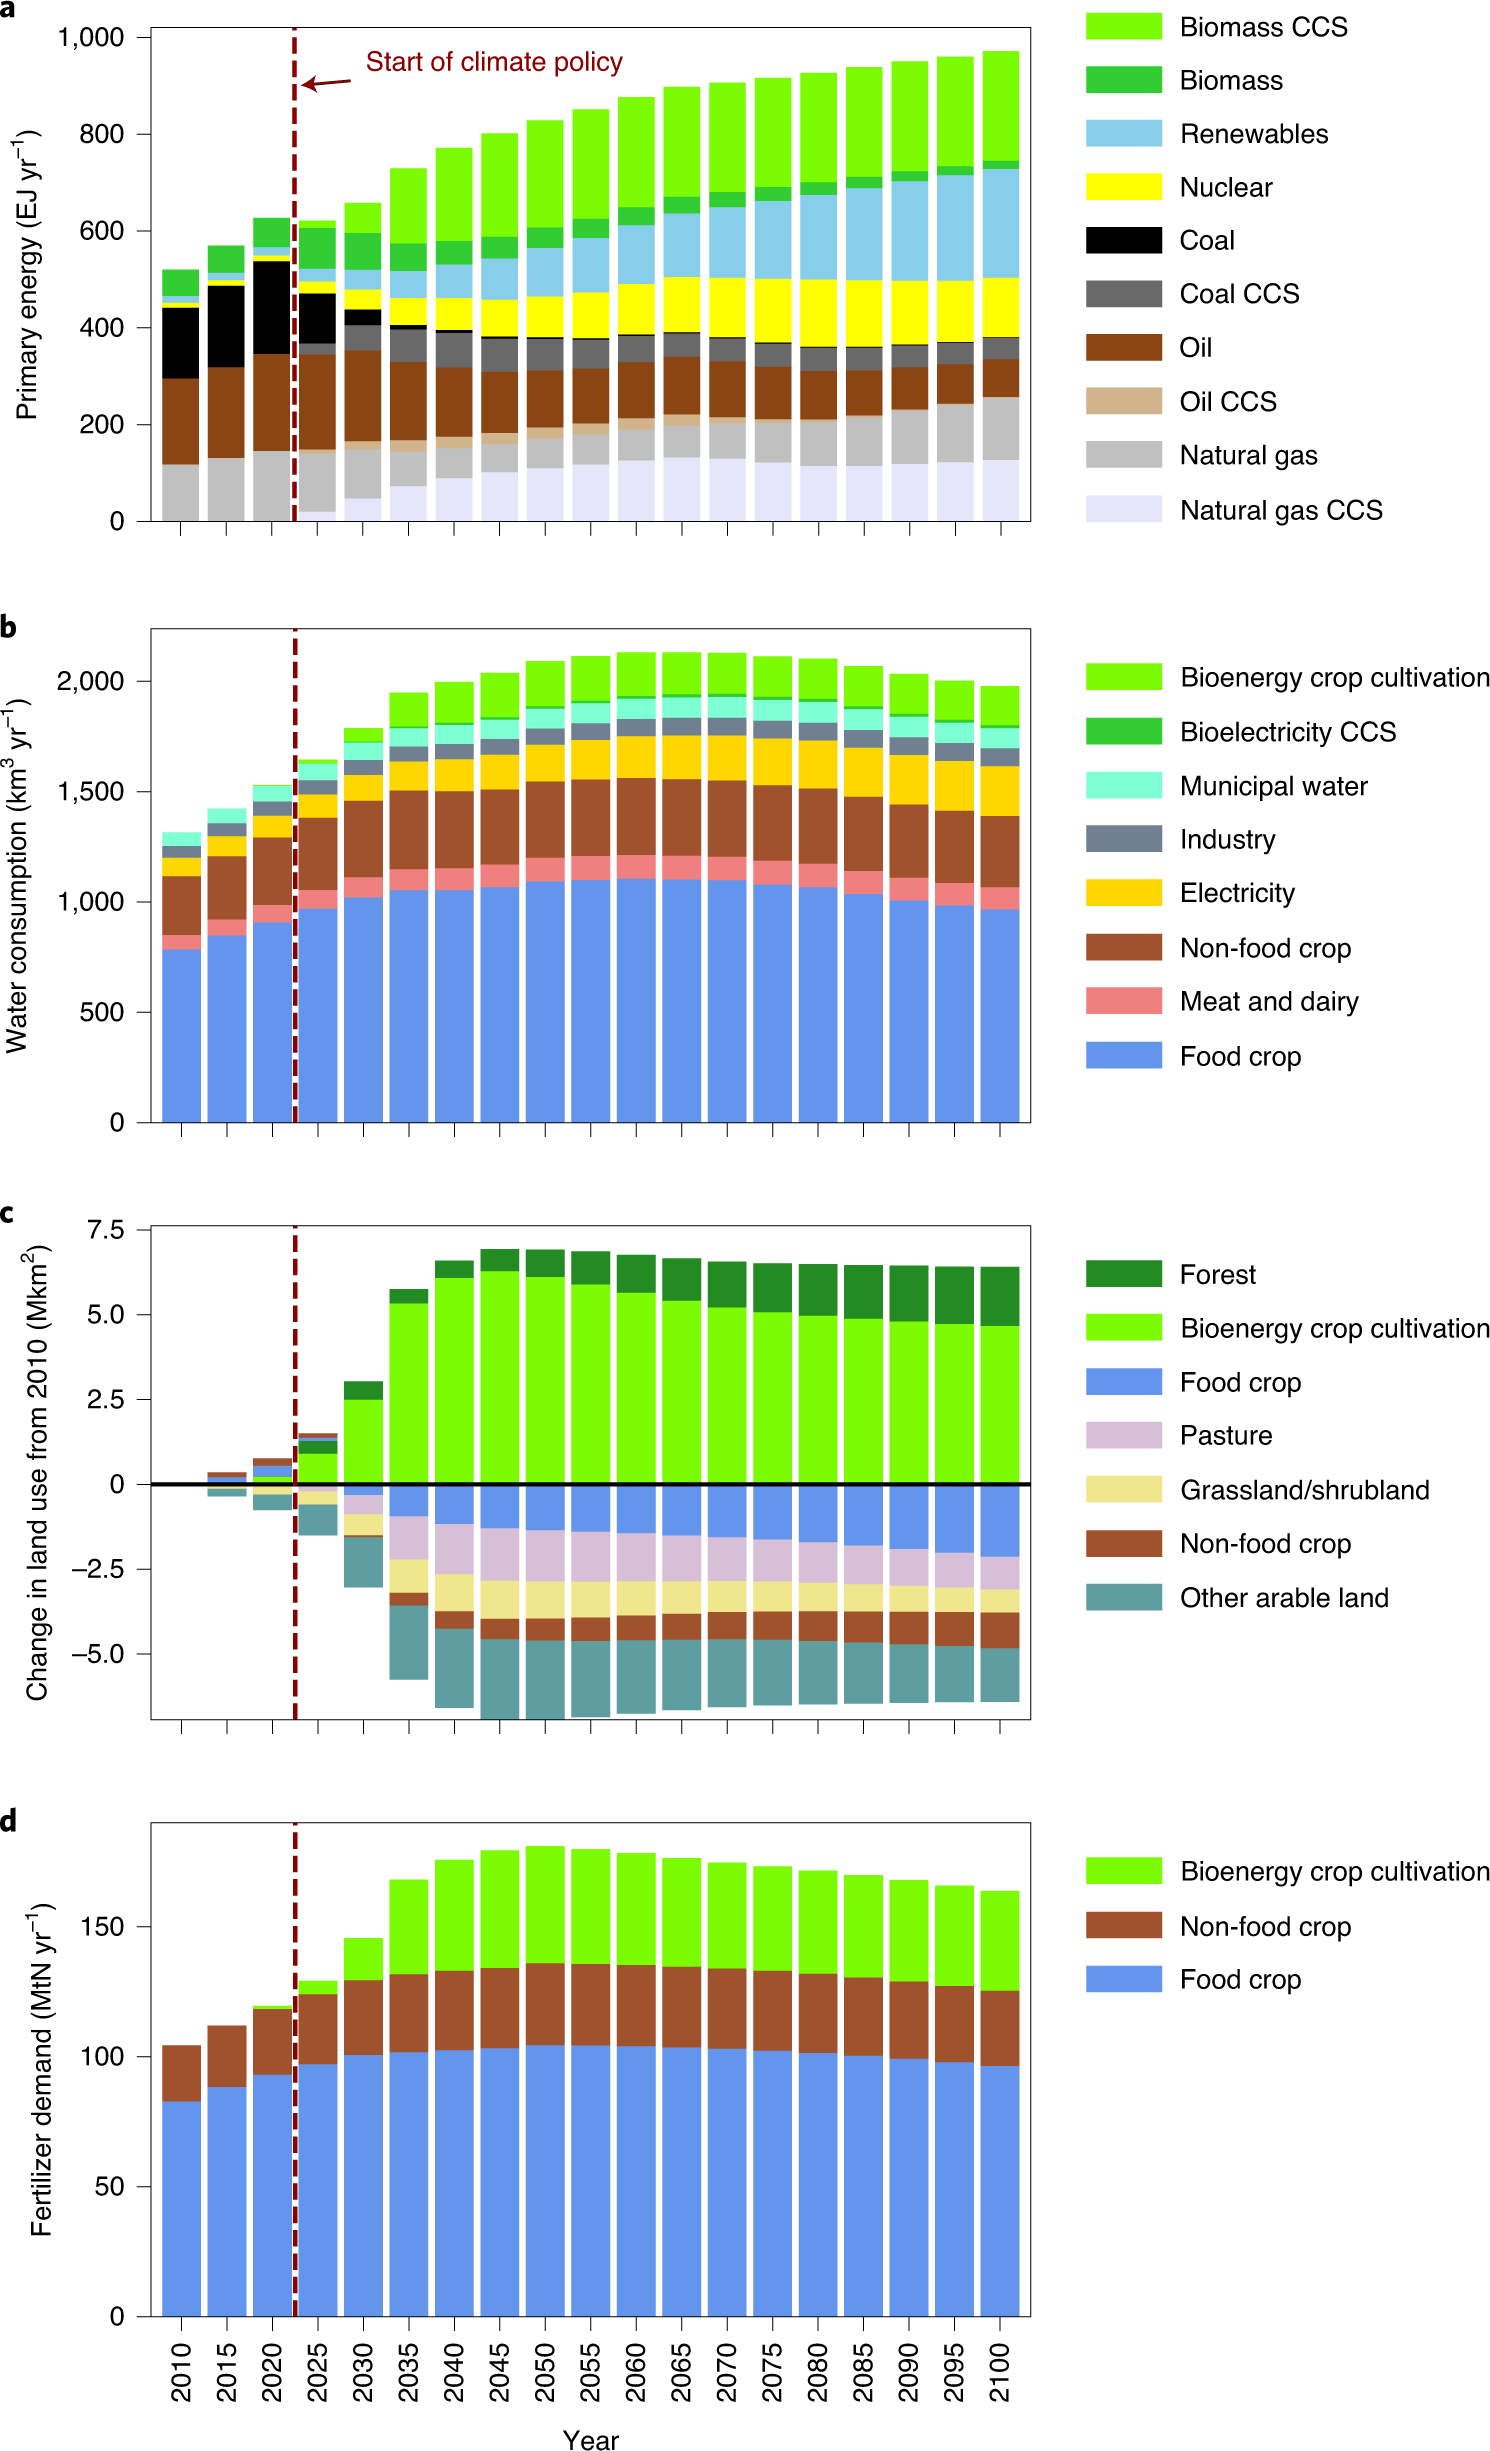 a
Primary energy (EJ yr⁻¹)
1,000
800
600
400
200
0
Start of climate policy
Biomass CCS
Biomass
Renewables
Nuclear
Coal
Coal CCS
Oil
Oil CCS
Natural gas
Natural gas CCS
b
Water consumption (km³ yr⁻¹)
2,000
1,500
1,000
500
0
Bioenergy crop cultivation
Bioelectricity CCS
Municipal water
Industry
Electricity
Non-food crop
Meat and dairy
Food crop
c
Change in land use from 2010 (Mkm²)
7.5
5.0
2.5
0
−2.5
−5.0
Forest
Bioenergy crop cultivation
Food crop
Pasture
Grassland/shrubland
Non-food crop
Other arable land
d
Fertilizer demand (MtN yr⁻¹)
150
100
50
0
Bioenergy crop cultivation
Non-food crop
Food crop
2010
2015
2020
2025
2030
2035
2040
2045
2050
2055
2060
2065
2070
2075
2080
2085
2090
2095
2100
Year